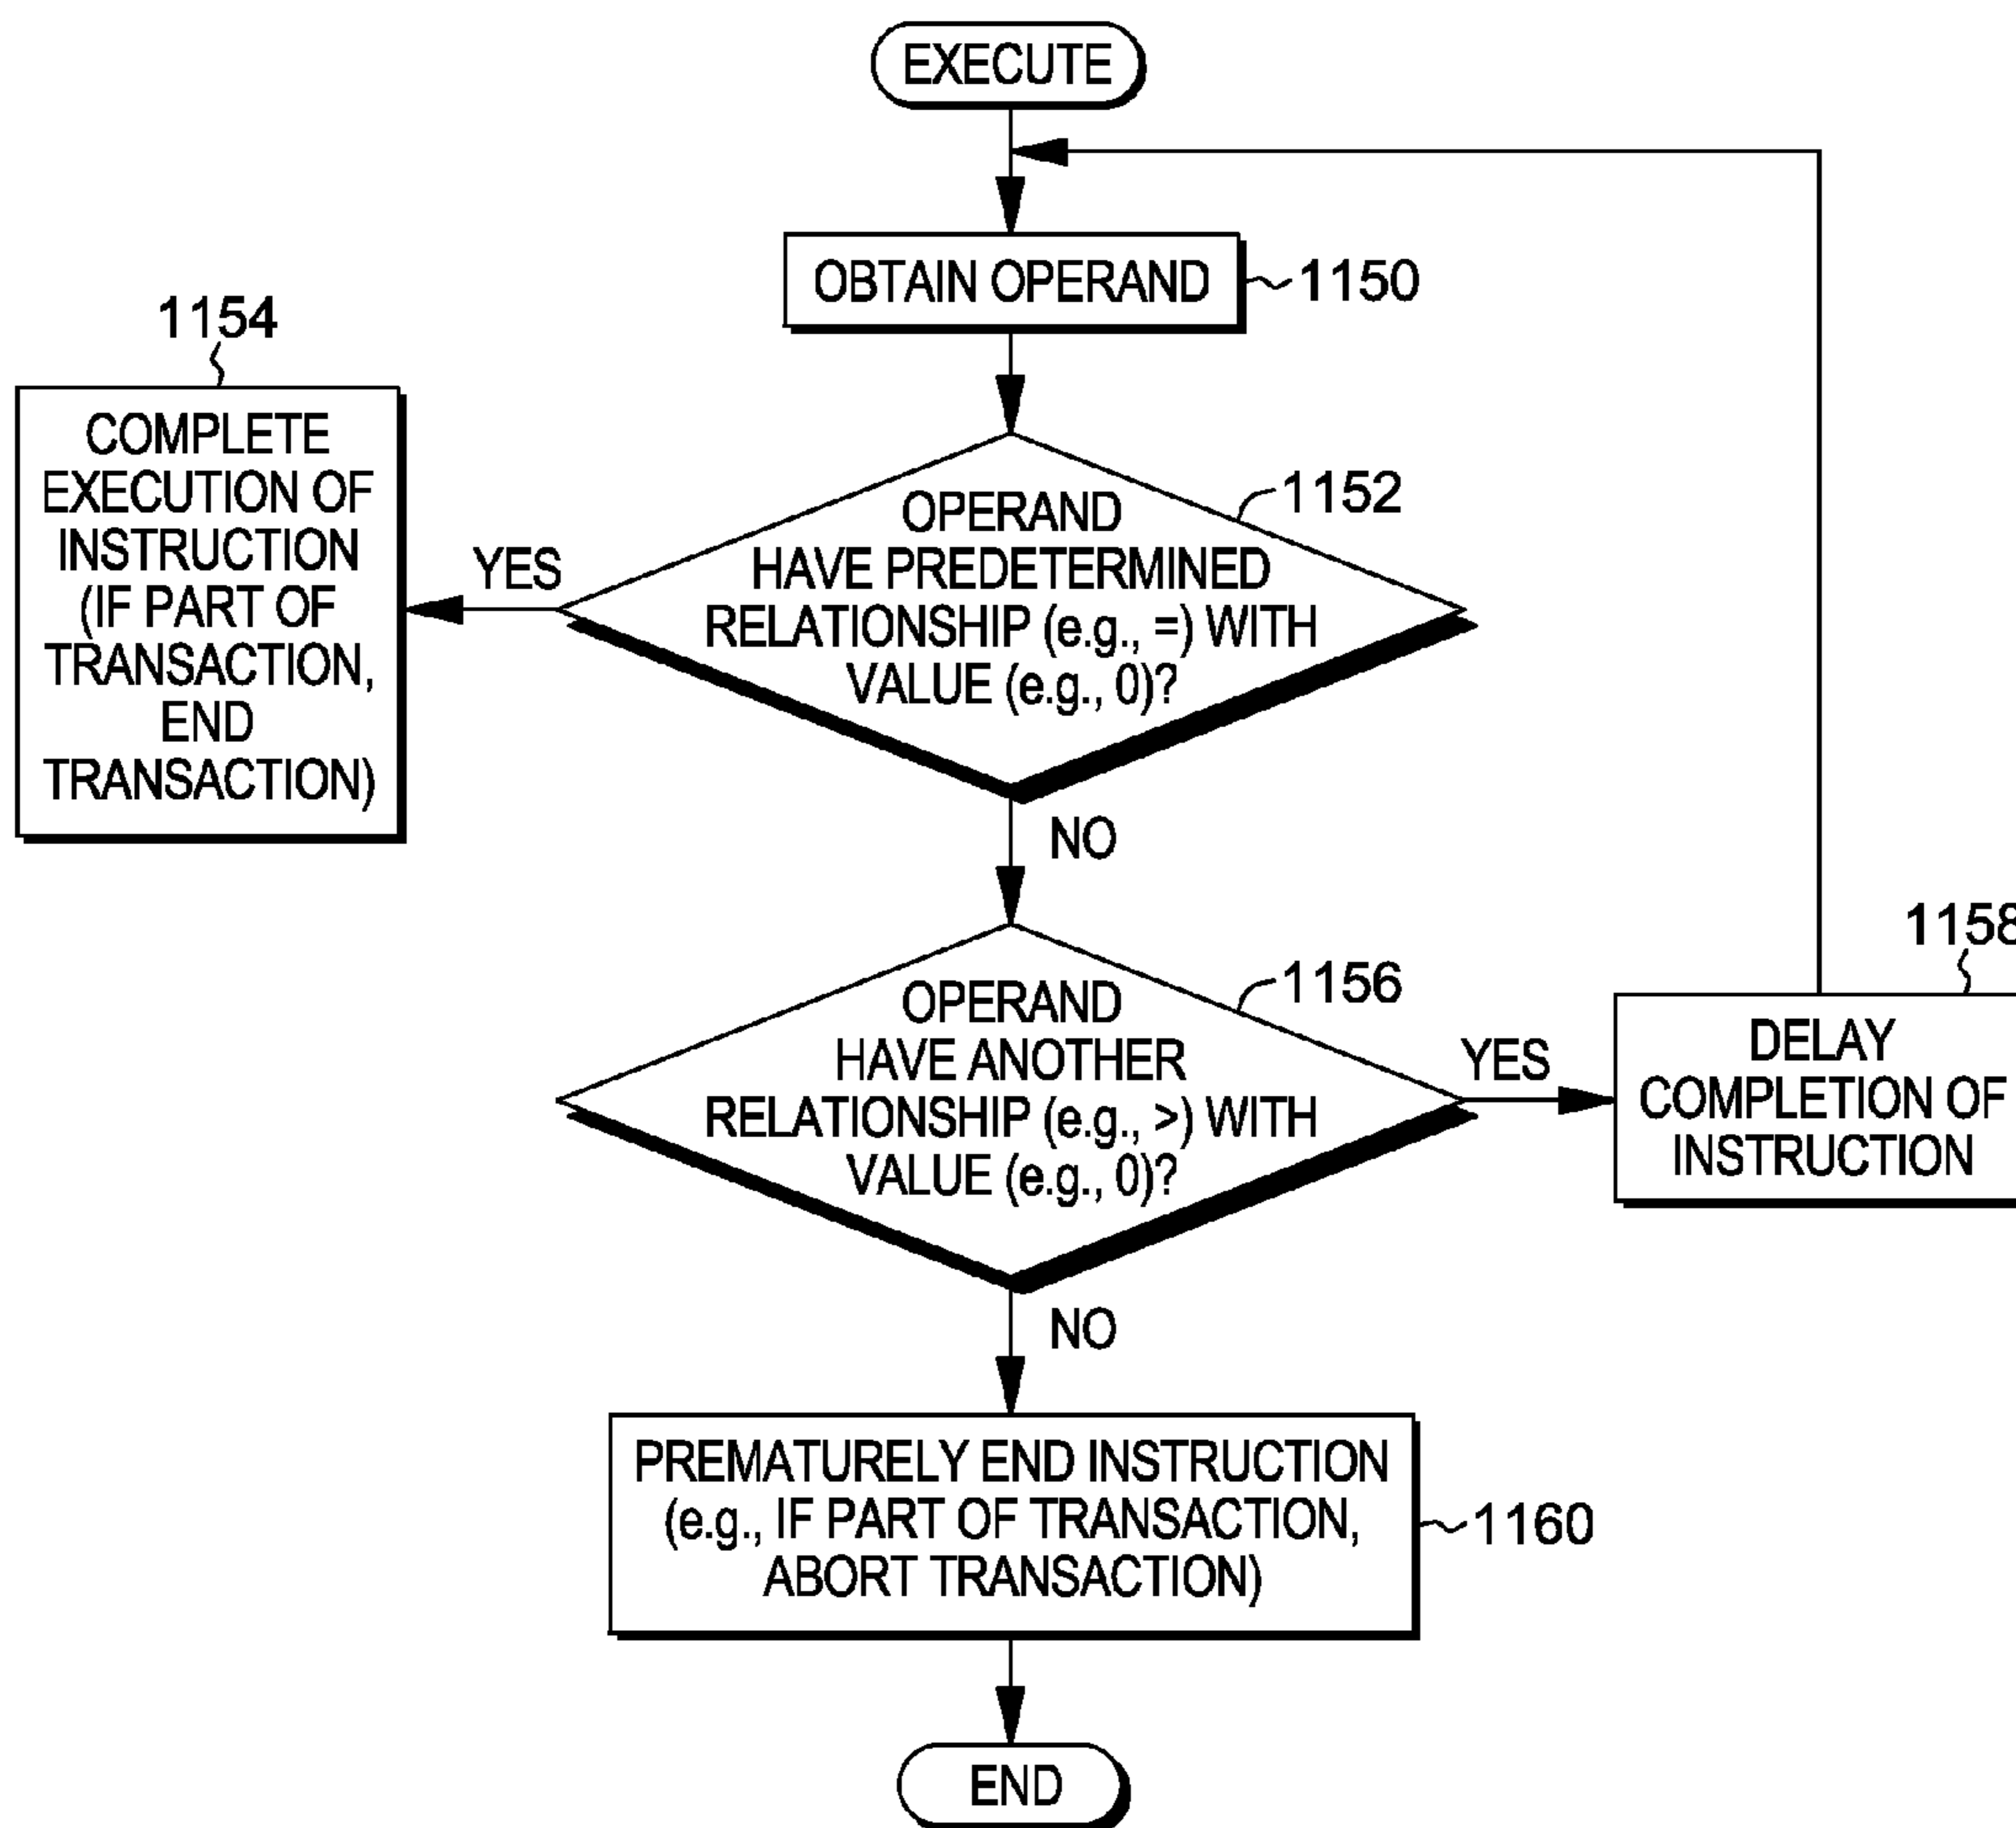 EXECUTE
OBTAIN OPERAND
1150
1154
COMPLETE
EXECUTION OF
INSTRUCTION
(IF PART OF
TRANSACTION,
END
TRANSACTION)
YES
OPERAND
HAVE PREDETERMINED
RELATIONSHIP (e.g., =) WITH
VALUE (e.g., 0)?
1152
NO
OPERAND
HAVE ANOTHER
RELATIONSHIP (e.g., >) WITH
VALUE (e.g., 0)?
1156
YES
1158
DELAY
COMPLETION OF
INSTRUCTION
NO
PREMATURELY END INSTRUCTION
(e.g., IF PART OF TRANSACTION,
ABORT TRANSACTION)
1160
END